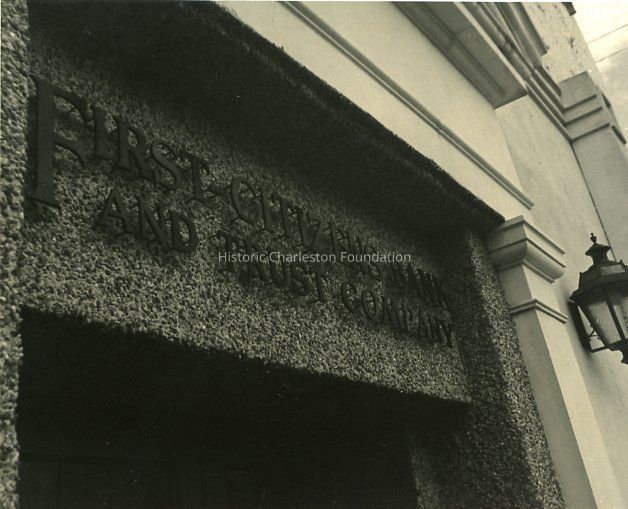 FIRST-CITIZENS BANK
AND TRUST COMPANY
Historic Charleston Foundation